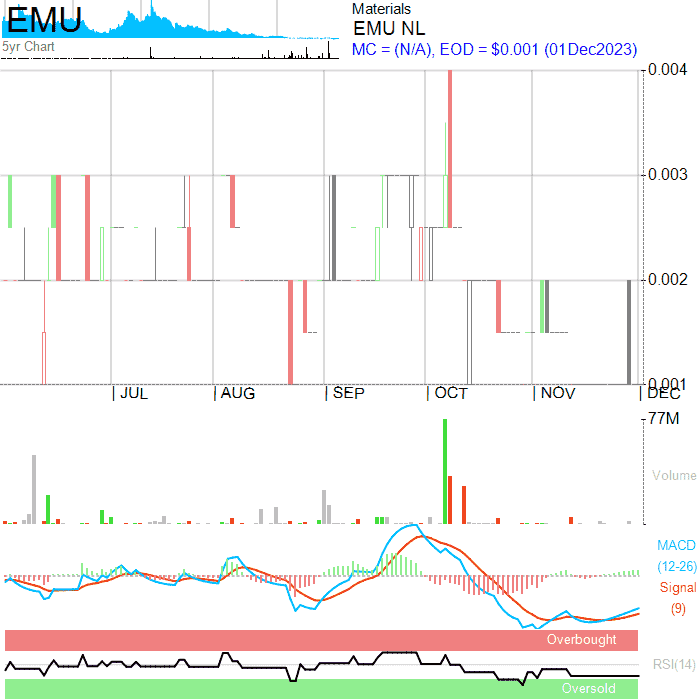 EMU
5yr Chart
Materials
EMU NL
MC = (N/A), EOD = $0.001 (01Dec2023)
0.004
0.003
0.002
0.001
JUL
AUG
SEP
OCT
NOV
DEC
77M
Volume
MACD
(12-26)
Signal
(9)
Overbought
RSI(14)
Oversold